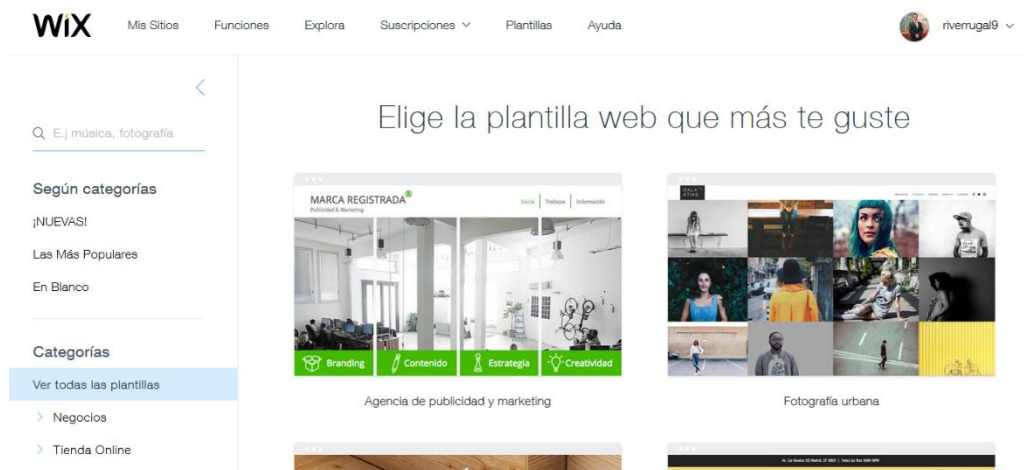 WiX
Mis Sitios
Funciones
Explora
Suscripciones
Plantillas
Ayuda
riverrugal9
E.j música, fotografía
Según categorías
¡NUEVAS!
Las Más Populares
En Blanco
Categorías
Ver todas las plantillas
Negocios
Tienda Online
Elige la plantilla web que más te guste
MARCA REGISTRADA®
Publicidad & Marketing
Inicio
Trabajos
Información
Branding
Contenido
Estrategia
Creatividad
Agencia de publicidad y marketing
Fotografía urbana